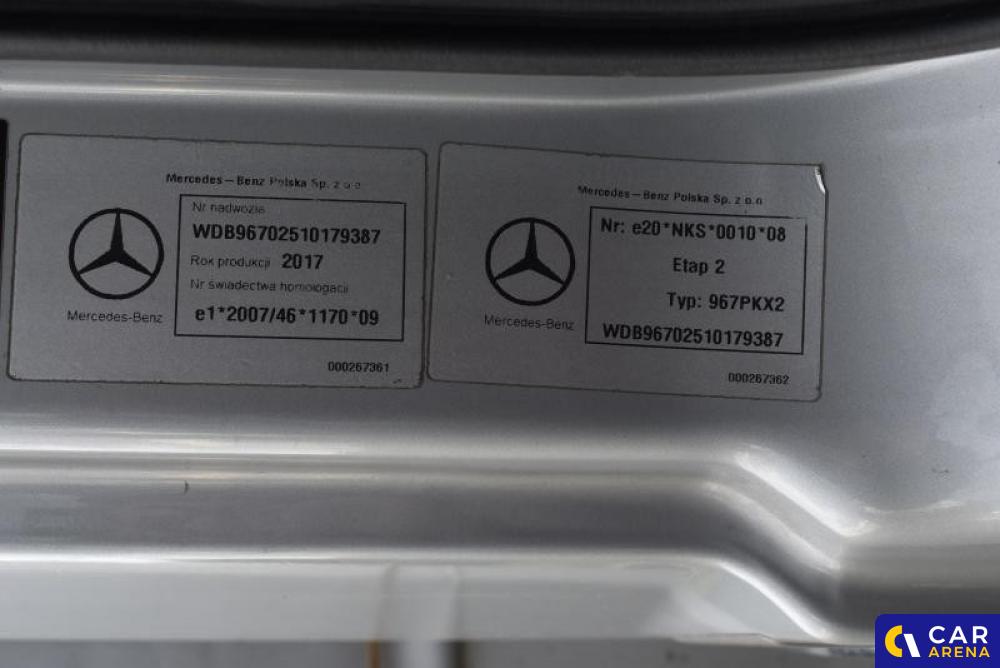 Mercedes-Benz Polska Sp. z o.o
Nr nadwozia
WDB96702510179387
Rok produkcji 2017
Nr świadectwa homologacji
e1*2007/46*1170*09
Mercedes-Benz
000267361
Mercedes-Benz Polska Sp. z o.o
Nr: e20*NKS*0010*08
Etap 2
Typ: 967PKX2
WDB96702510179387
Mercedes-Benz
000267362
CAR
ARENA